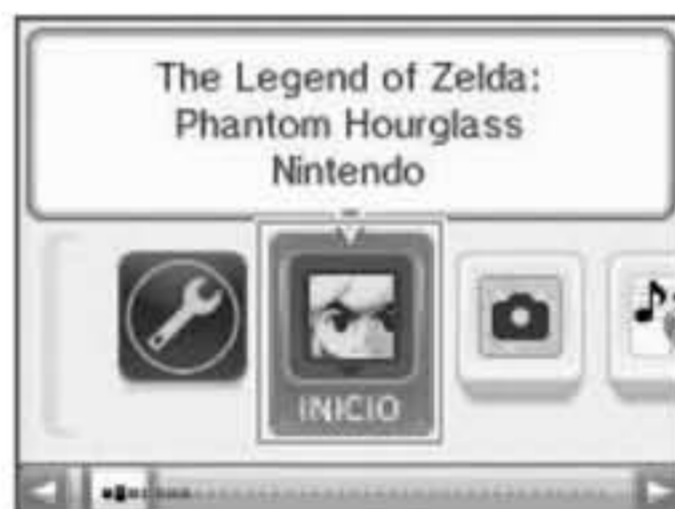 The Legend of Zelda:
Phantom Hourglass
Nintendo
INICIO